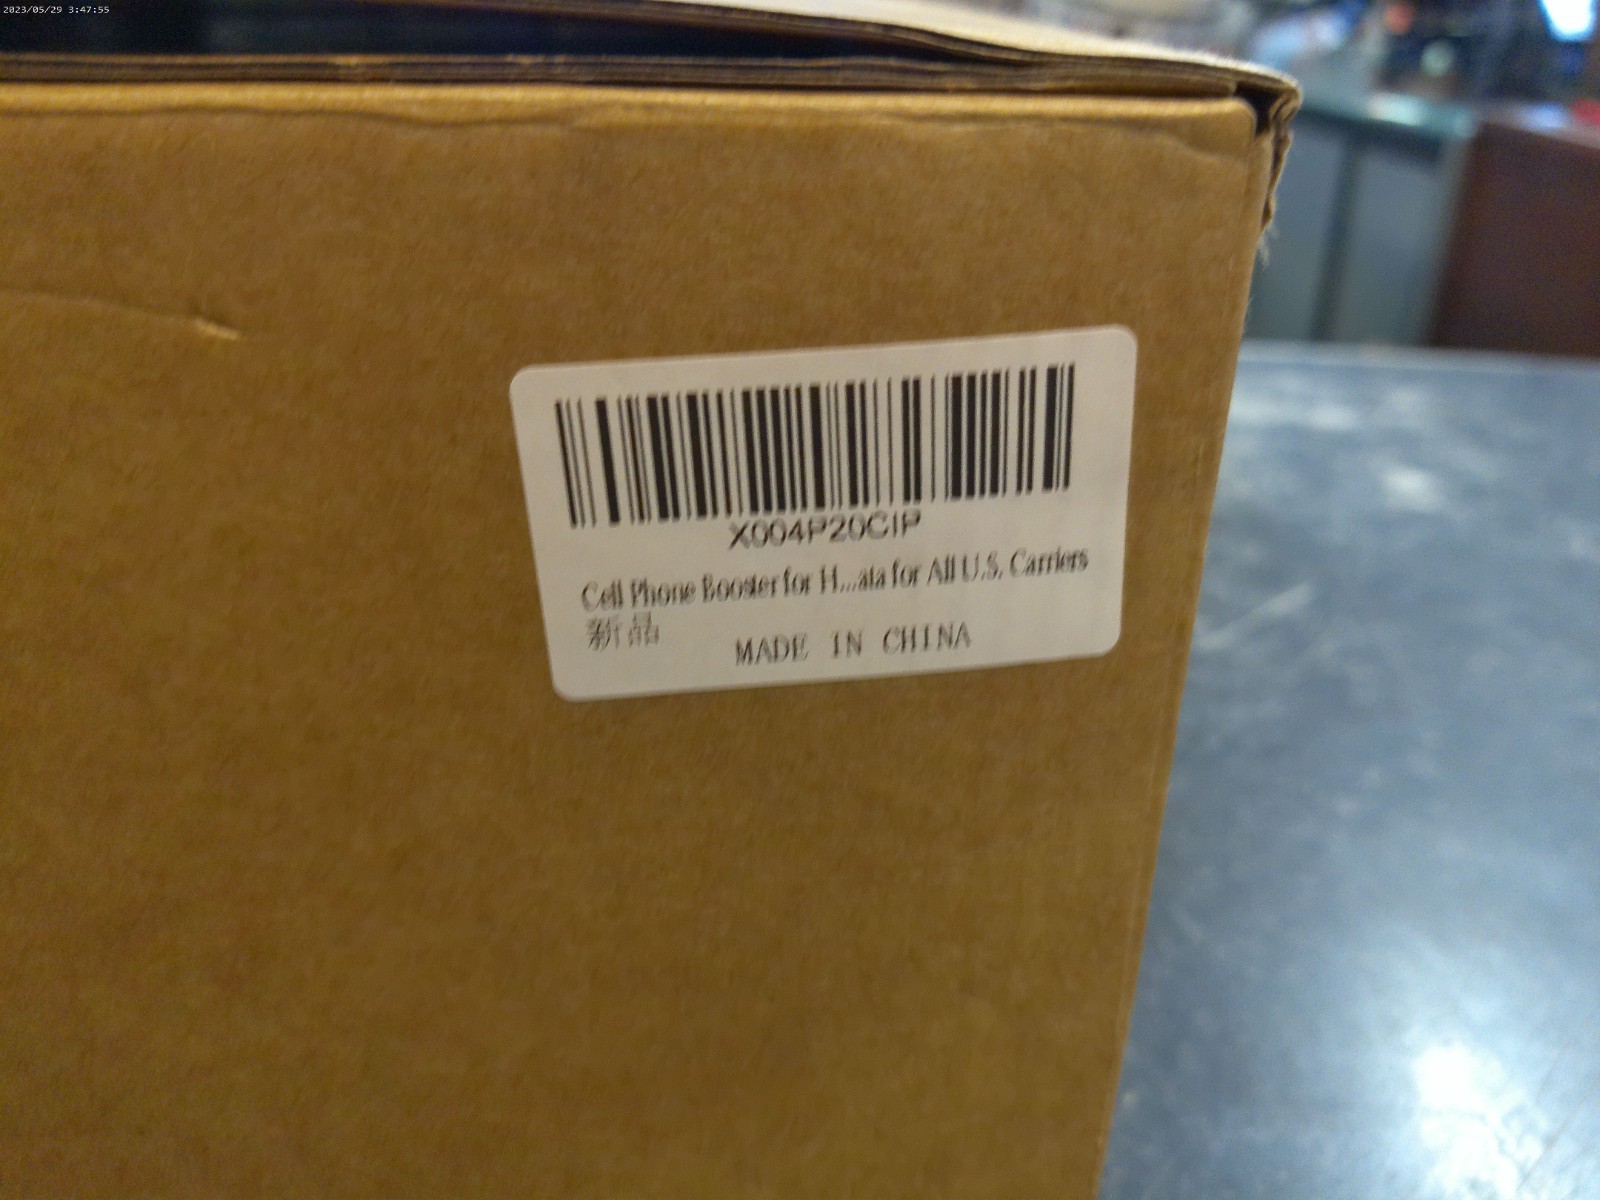 2023/05/29 3:47:55
X004P20CIP
Cell Phone Booster for H...ata for All U.S. Carriers
新品
MADE IN CHINA